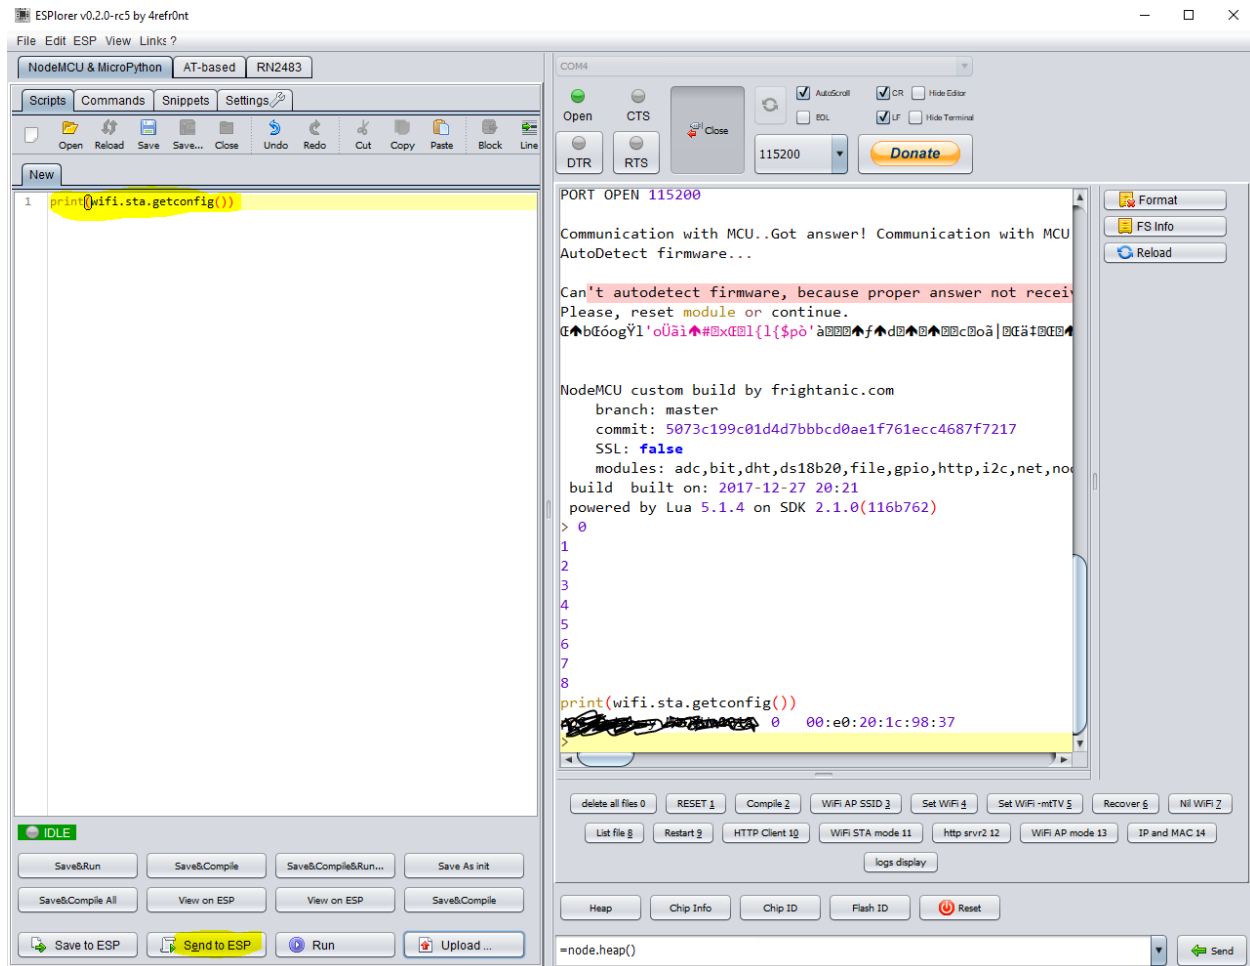 ESPlorer v0.2.0-rc5 by 4refr0nt
File Edit ESP View Links ?
NodeMCU & MicroPython AT-based RN2483
Scripts Commands Snippets Settings
Open Reload Save Save... Close Undo Redo Cut Copy Paste Block Line
New
1 print(wifi.sta.getconfig())
IDLE
Save&Run Save&Compile Save&Compile&Run... Save As init
Save&Compile All View on ESP View on ESP Save&Compile
Save to ESP Send to ESP Run Upload ...
COM4
Open CTS Close AutoScroll CR Hide Editor
EOL LF Hide Terminal
DTR RTS 115200 Donate
PORT OPEN 115200
Communication with MCU..Got answer! Communication with MCU
AutoDetect firmware...
Can't autodetect firmware, because proper answer not recei
Please, reset module or continue.
NodeMCU custom build by frightanic.com
branch: master
commit: 5073c199c01d4d7bbbcd0ae1f761ecc4687f7217
SSL: false
modules: adc,bit,dht,ds18b20,file,gpio,http,i2c,net,no
build built on: 2017-12-27 20:21
powered by Lua 5.1.4 on SDK 2.1.0(116b762)
> 0
1
2
3
4
5
6
7
8
print(wifi.sta.getconfig())
0 00:e0:20:1c:98:37
>
Format
FS Info
Reload
delete all files 0 RESET 1 Compile 2 WiFi AP SSID 3 Set WiFi 4 Set WiFi -mtTV 5 Recover 6 Nil WiFi 7
List file 8 Restart 9 HTTP Client 10 WiFi STA mode 11 http srvr2 12 WiFi AP mode 13 IP and MAC 14
logs display
Heap Chip Info Chip ID Flash ID Reset
=node.heap() Send